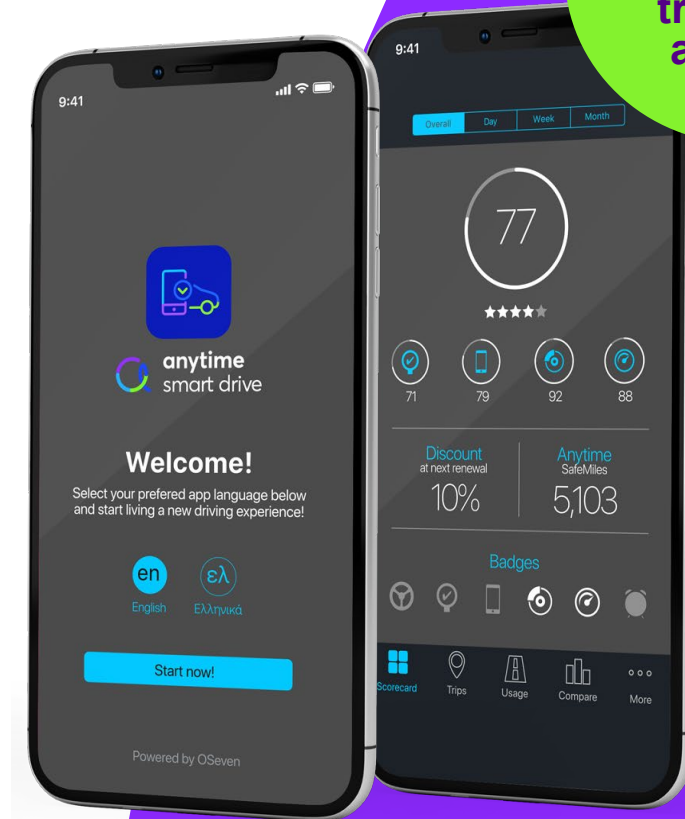 9:41
anytime
smart drive
Welcome!
Select your prefered app language below
and start living a new driving experience!
en
ελ
English
Ελληνικά
Start now!
Powered by OSeven
9:41
Overall Day Week Month
77
71 79 92 88
Discount
at next renewal
10%
Anytime
SafeMiles
5,103
Badges
Scorecard Trips Usage Compare More